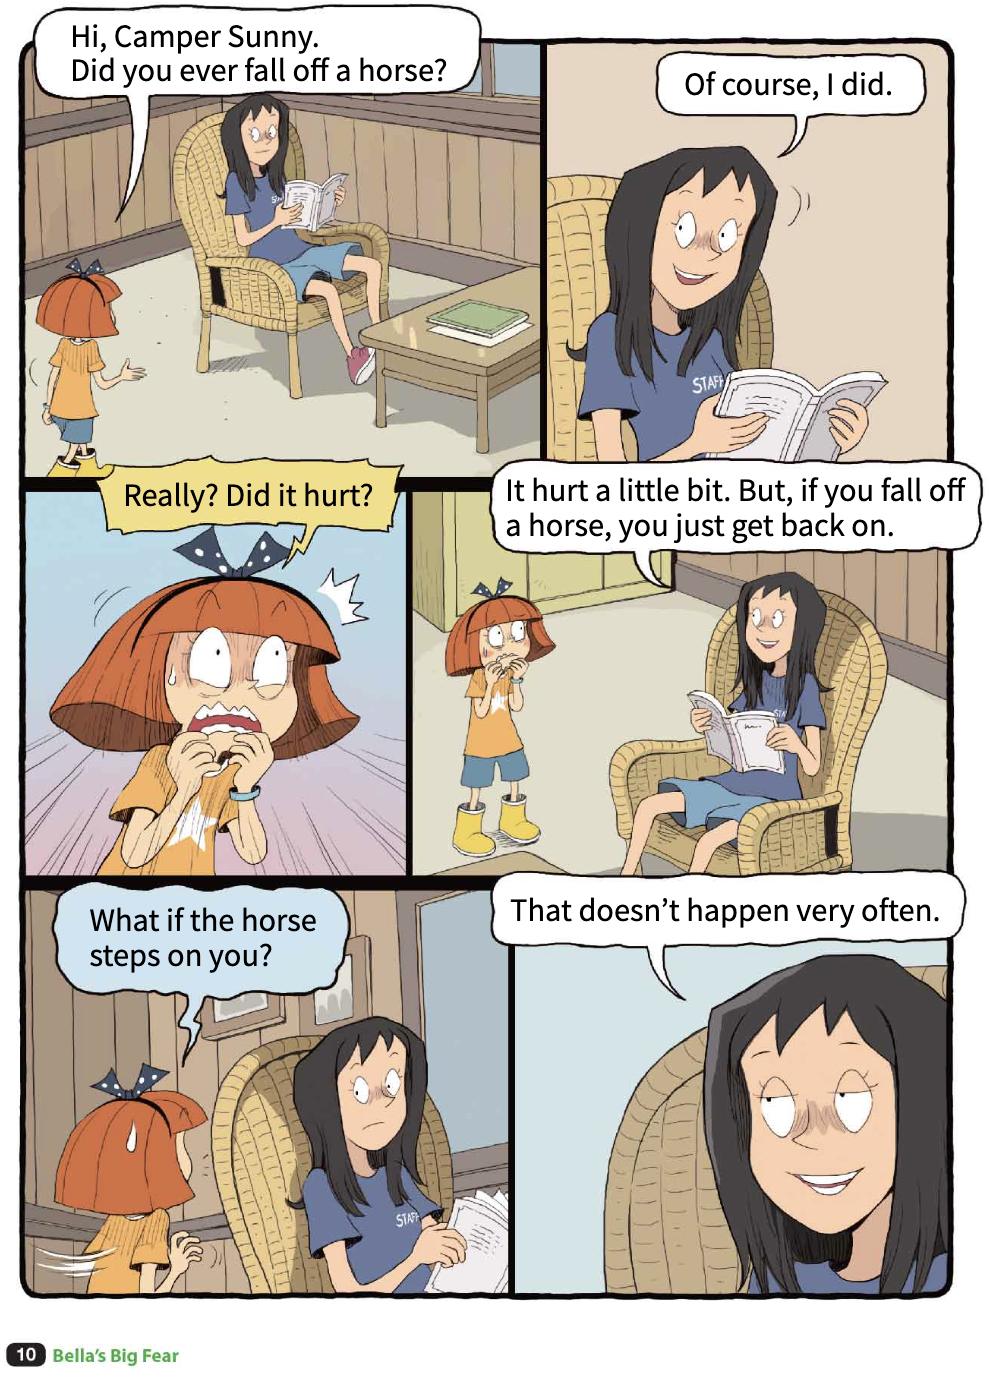 Hi, Camper Sunny.
Did you ever fall off a horse?
Of course, I did.
STAFF
Really? Did it hurt?
It hurt a little bit. But, if you fall off
a horse, you just get back on.
What if the horse
steps on you?
STAFF
That doesn't happen very often.
10 Bella's Big Fear